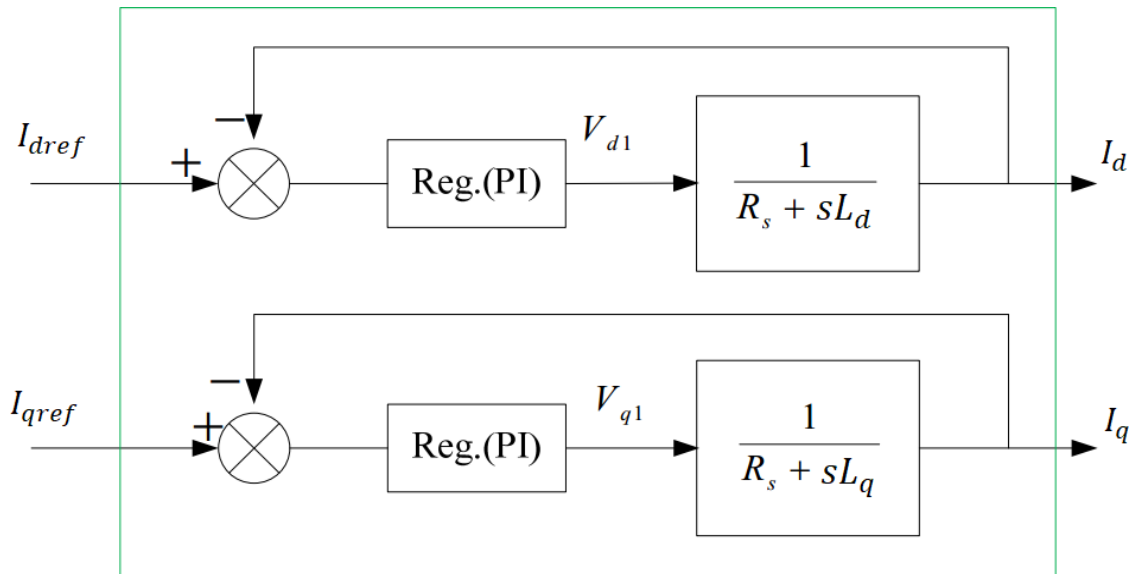 −
I_dref
+
Reg.(PI)
V_d1
1
R_s + sL_d
I_d
−
I_qref
+
Reg.(PI)
V_q1
1
R_s + sL_q
I_q